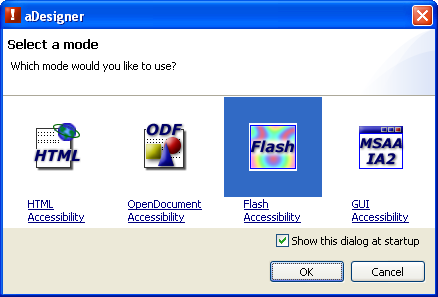 aDesigner
Select a mode
Which mode would you like to use?
HTML
ODF
Flash
MSAA
IA2
HTML
Accessibility
OpenDocument
Accessibility
Flash
Accessibility
GUI
Accessibility
Show this dialog at startup
OK
Cancel